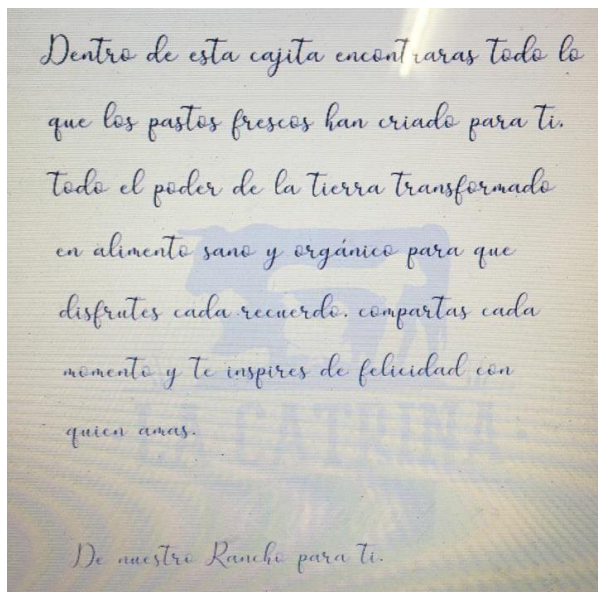 Dentro de esta cajita encontraras todo lo
que los pastos frescos han criado para ti.
todo el poder de la tierra transformado
en alimento sano y orgánico para que
disfrutes cada recuerdo. compartas cada
momento y te inspires de felicidad con
quien amas.
LA CATRINA
De nuestro Rancho para ti.